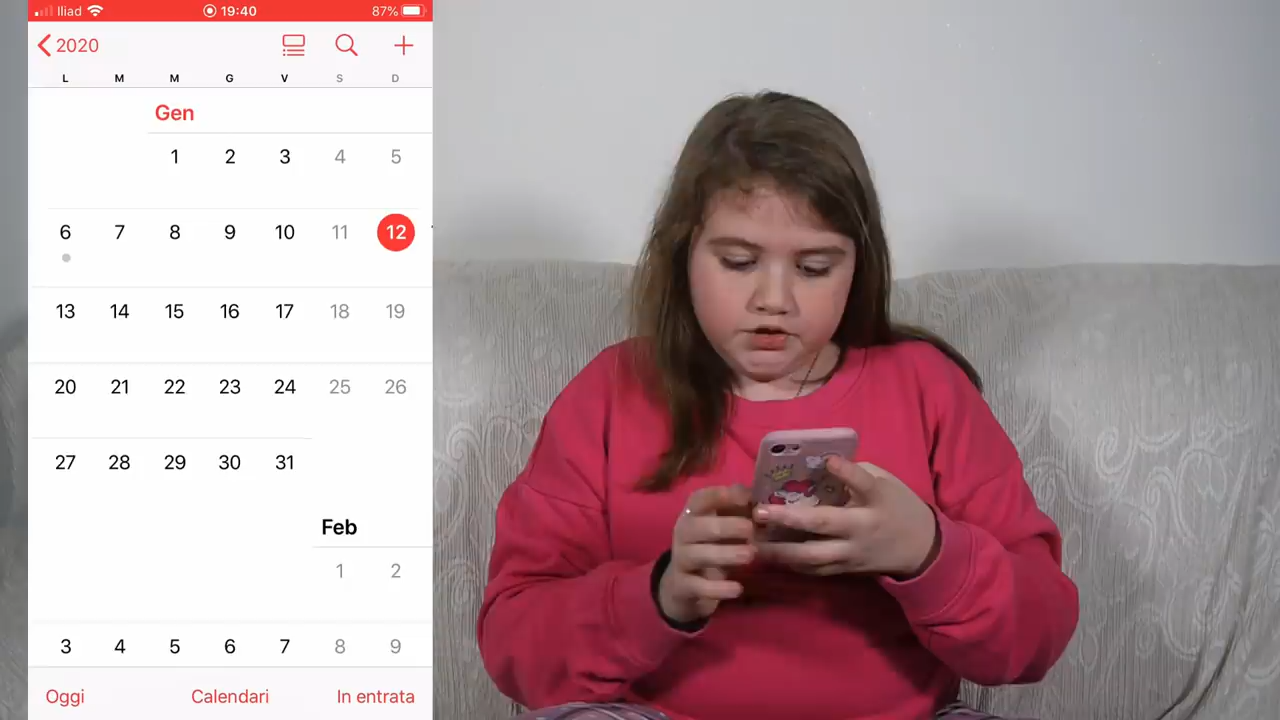 Iliad 19:40 87%
2020
L M M G V S D
Gen
1 2 3 4 5
6 7 8 9 10 11 12
13 14 15 16 17 18 19
20 21 22 23 24 25 26
27 28 29 30 31
Feb
1 2
3 4 5 6 7 8 9
Oggi Calendari In entrata